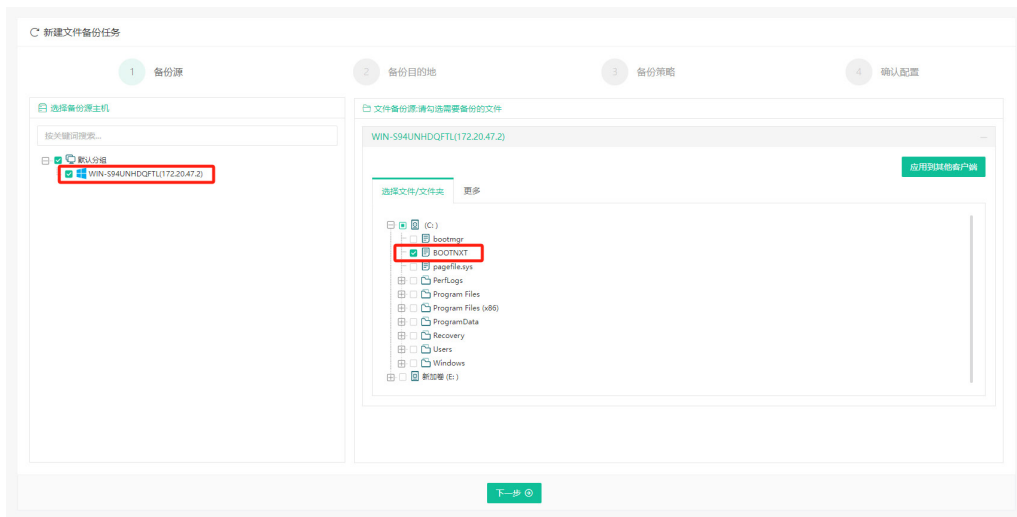 新建文件备份任务
1 备份源
2 备份目的地
3 备份策略
4 确认配置
选择备份源主机
按关键词搜索...
默认分组
WIN-S94UNHDQFTL(172.20.47.2)
文件备份源:请勾选需要备份的文件
WIN-S94UNHDQFTL(172.20.47.2)
应用到其他客户端
选择文件/文件夹 更多
(C: )
bootmgr
BOOTNXT
pagefile.sys
PerfLogs
Program Files
Program Files (x86)
ProgramData
Recovery
Users
Windows
新加卷 (E: )
下一步